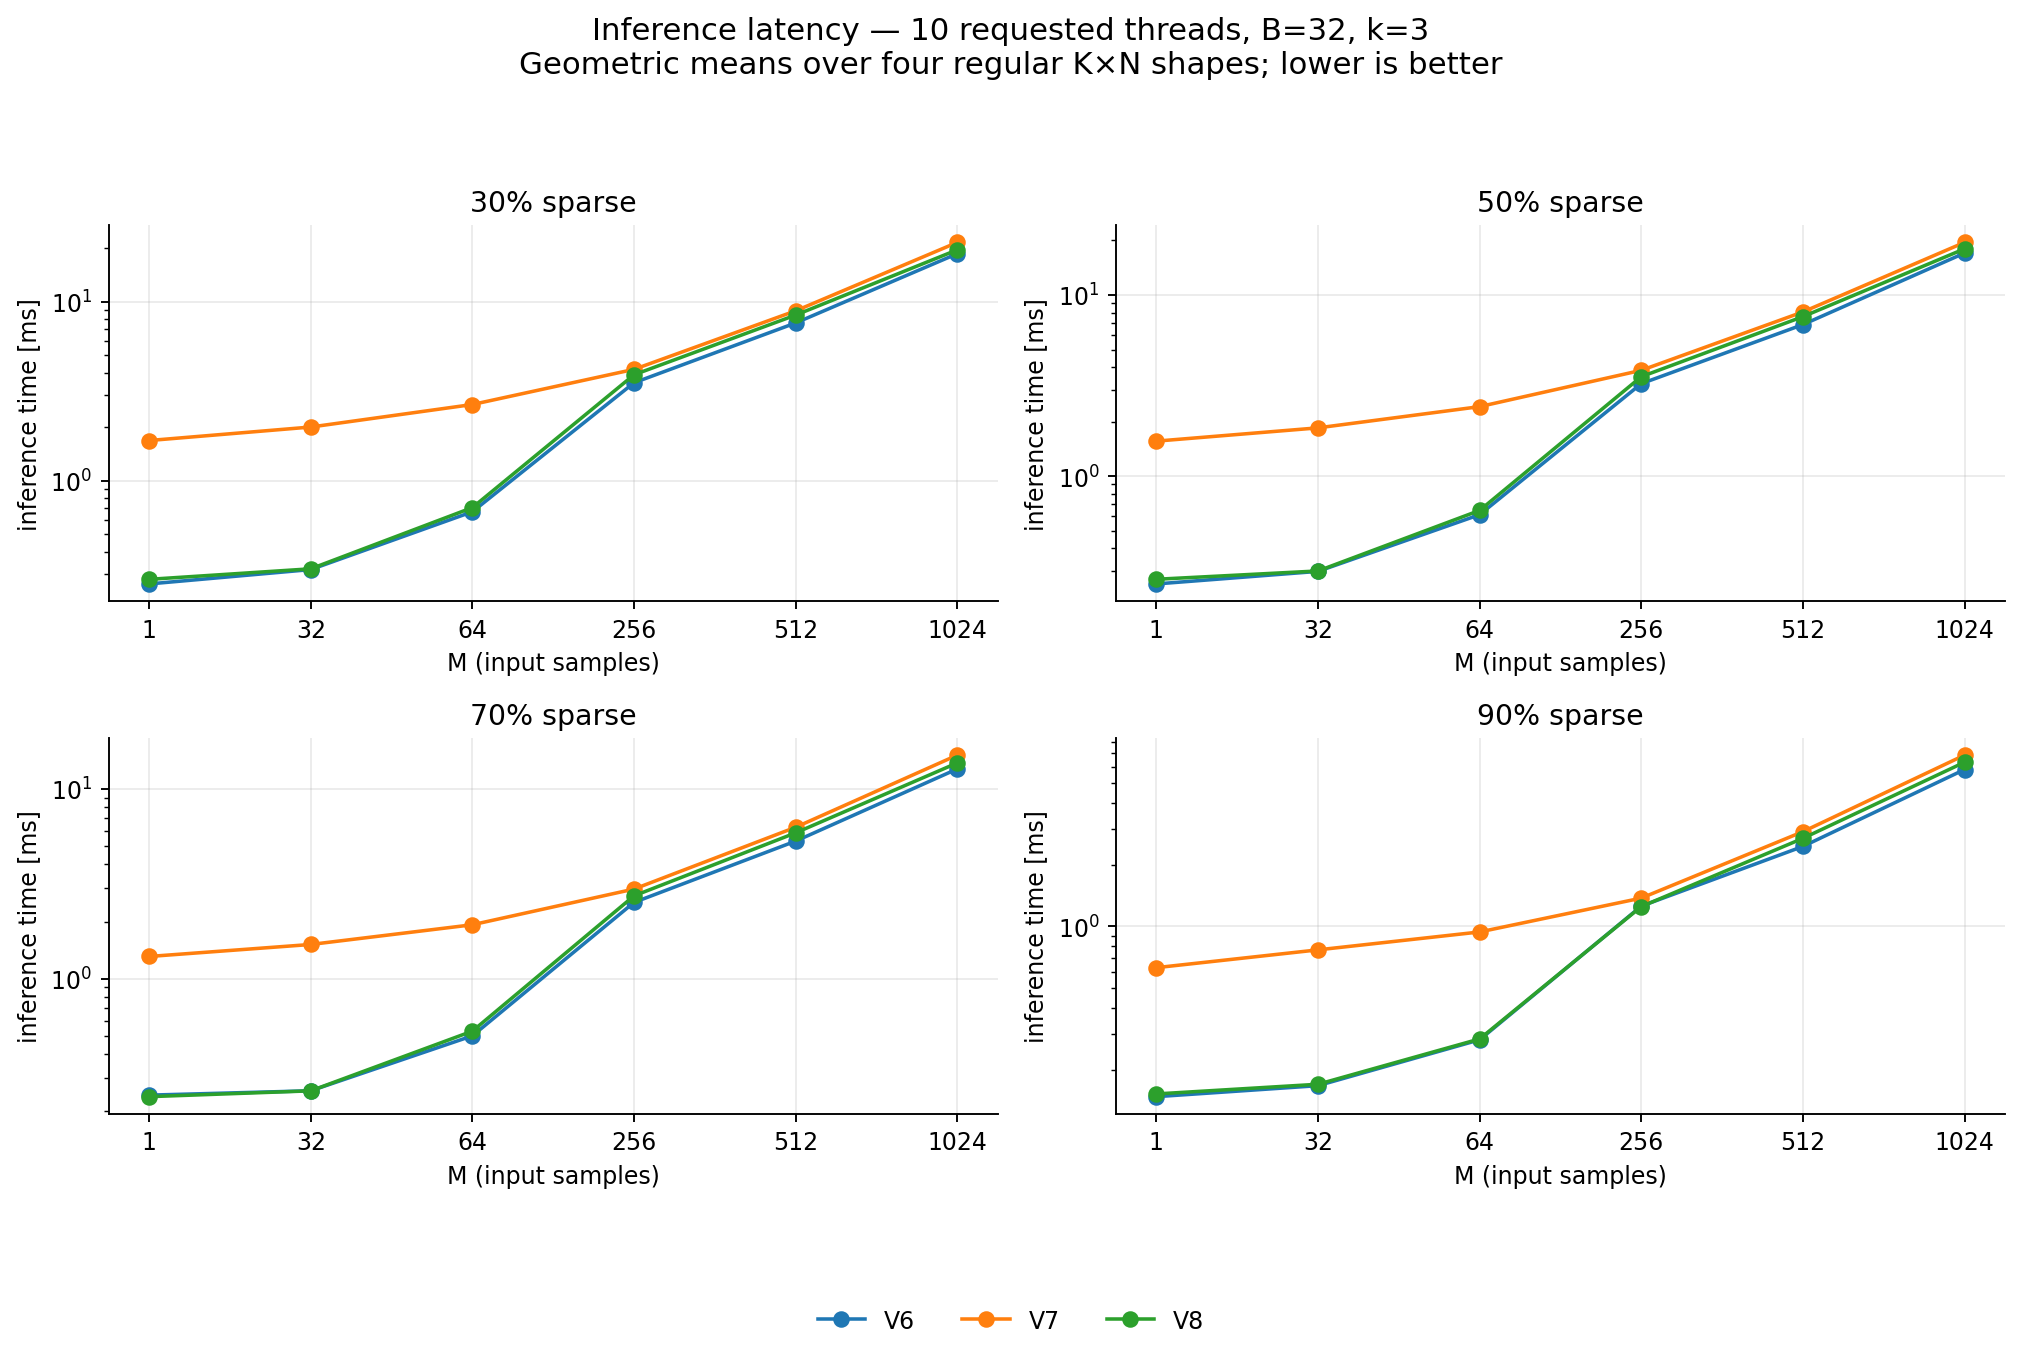 Inference latency — 10 requested threads, B=32, k=3
Geometric means over four regular K×N shapes; lower is better
30% sparse
inference time [ms]
10¹
10⁰
1 32 64 256 512 1024
M (input samples)
50% sparse
inference time [ms]
10¹
10⁰
1 32 64 256 512 1024
M (input samples)
70% sparse
inference time [ms]
10¹
10⁰
1 32 64 256 512 1024
M (input samples)
90% sparse
inference time [ms]
10⁰
1 32 64 256 512 1024
M (input samples)
V6 V7 V8